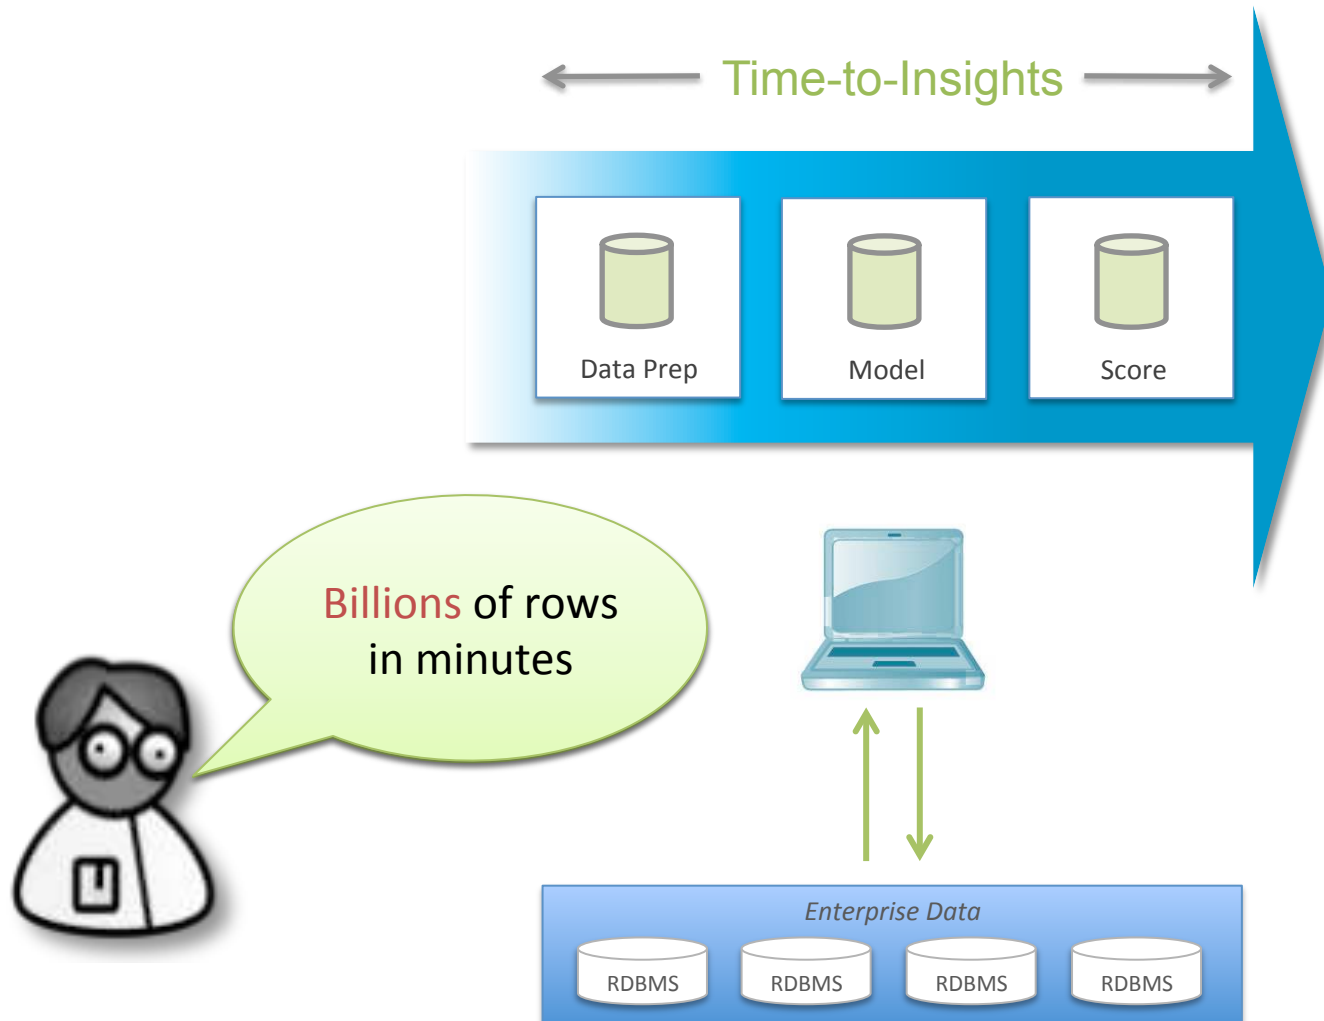 Time-to-Insights
Data Prep
Model
Score
Billions of rows
in minutes
Enterprise Data
RDBMS
RDBMS
RDBMS
RDBMS